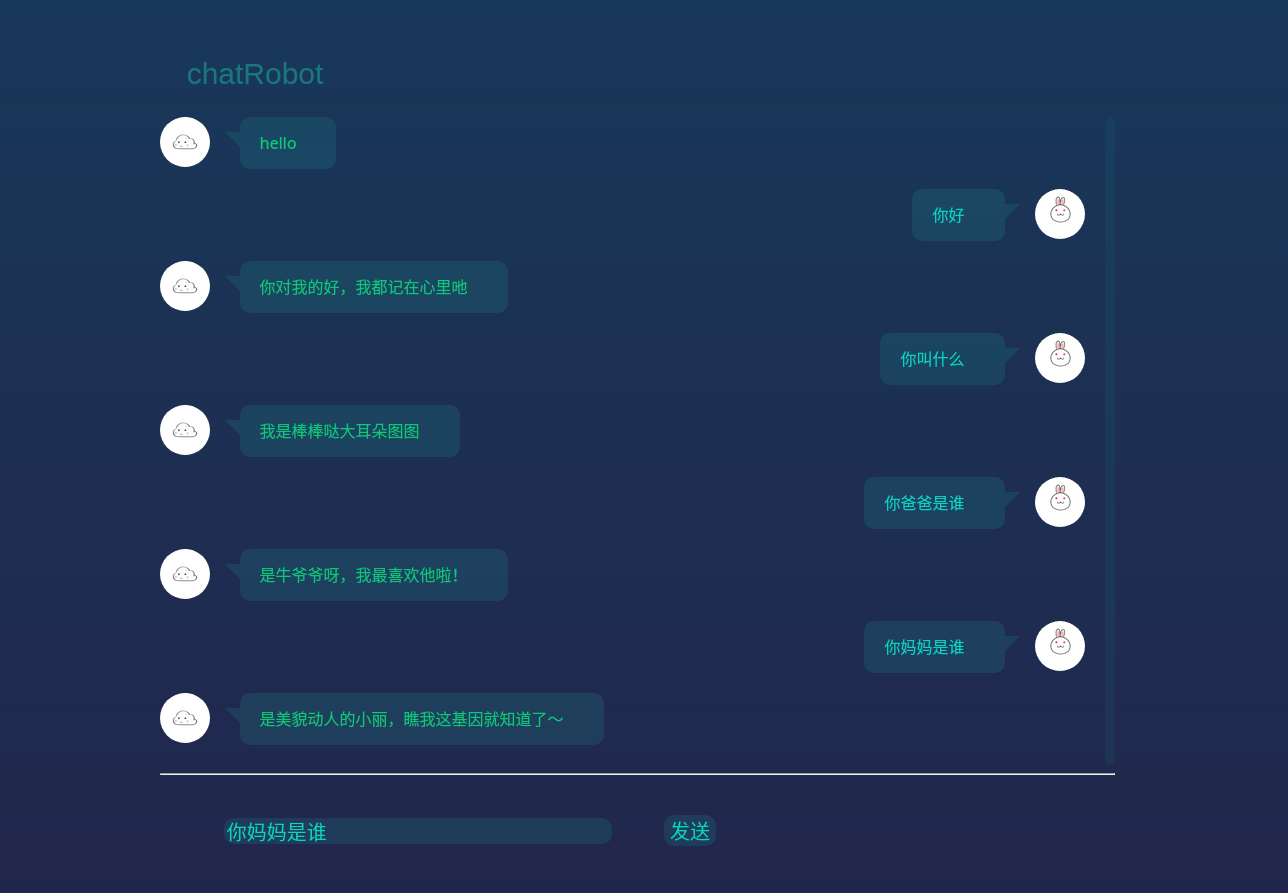 chatRobot
hello
你好
你对我的好，我都记在心里吔
你叫什么
我是棒棒哒大耳朵图图
你爸爸是谁
是牛爷爷呀，我最喜欢他啦！
你妈妈是谁
是美貌动人的小丽，瞧我这基因就知道了～
你妈妈是谁 发送